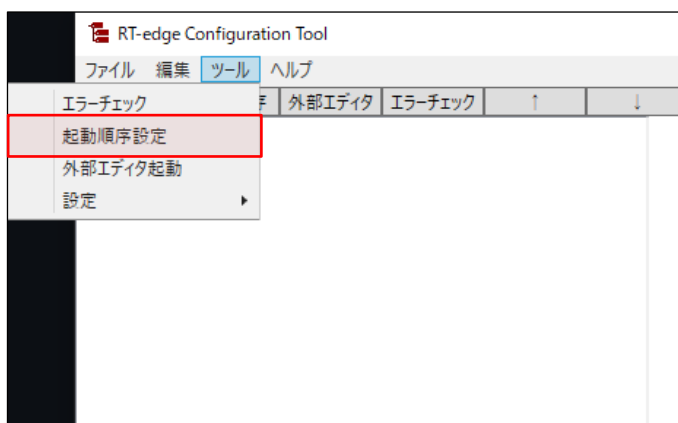 RT-edge Configuration Tool
ファイル 編集 ツール ヘルプ
外部エディタ エラーチェック ↑ ↓
エラーチェック
起動順序設定
外部エディタ起動
設定